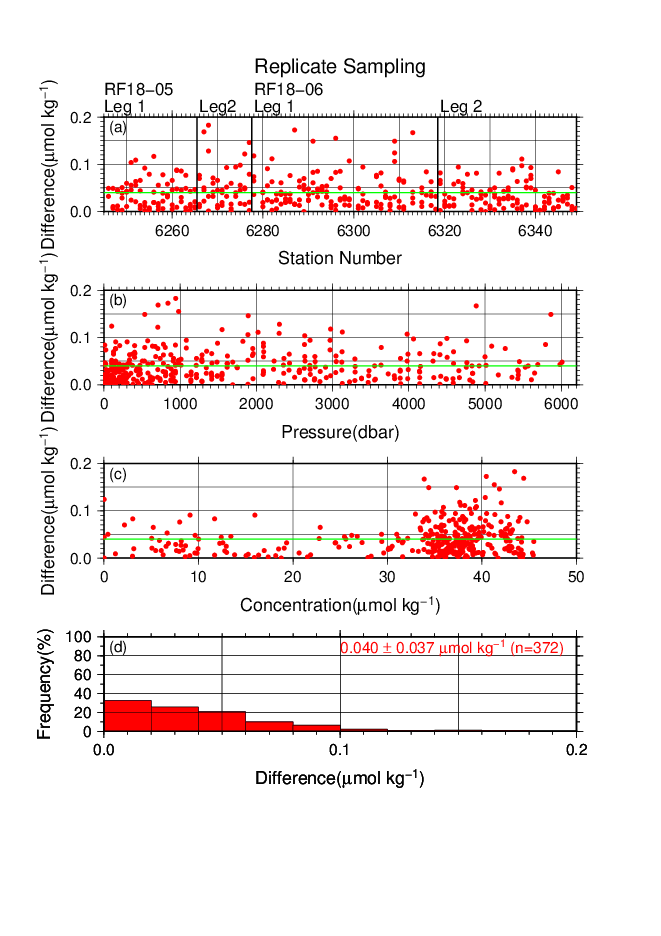 Replicate Sampling
RF18−05 RF18−06
Leg 1 Leg2 Leg 1 Leg 2
Difference(μmol kg⁻¹)
0.2
0.1
0.0
(a)
6260 6280 6300 6320 6340
Station Number
Difference(μmol kg⁻¹)
0.2
0.1
0.0
(b)
0 1000 2000 3000 4000 5000 6000
Pressure(dbar)
Difference(μmol kg⁻¹)
0.2
0.1
0.0
(c)
0 10 20 30 40 50
Concentration(μmol kg⁻¹)
Frequency(%)
100
80
60
40
20
0
(d)
0.040 ± 0.037 μmol kg⁻¹ (n=372)
0.0 0.1 0.2
Difference(μmol kg⁻¹)